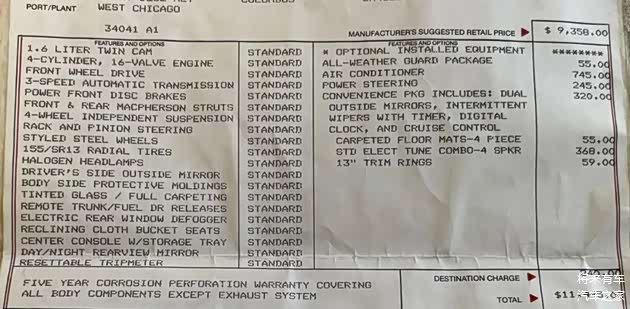 PORT/PLANT WEST CHICAGO
34041 A1
MANUFACTURER'S SUGGESTED RETAIL PRICE $ 9,358.00
FEATURES AND OPTIONS
1.6 LITER TWIN CAM STANDARD
4-CYLINDER, 16-VALVE ENGINE STANDARD
FRONT WHEEL DRIVE STANDARD
3-SPEED AUTOMATIC TRANSMISSION STANDARD
POWER FRONT DISC BRAKES STANDARD
FRONT & REAR MACPHERSON STRUTS STANDARD
4-WHEEL INDEPENDENT SUSPENSION STANDARD
RACK AND PINION STEERING STANDARD
STYLED STEEL WHEELS STANDARD
155/SR13 RADIAL TIRES STANDARD
HALOGEN HEADLAMPS STANDARD
DRIVER'S SIDE OUTSIDE MIRROR STANDARD
BODY SIDE PROTECTIVE MOLDINGS STANDARD
TINTED GLASS / FULL CARPETING STANDARD
REMOTE TRUNK/FUEL DR RELEASES STANDARD
ELECTRIC REAR WINDOW DEFOGGER STANDARD
RECLINING CLOTH BUCKET SEATS STANDARD
CENTER CONSOLE W/STORAGE TRAY STANDARD
DAY/NIGHT REARVIEW MIRROR STANDARD
RESETTABLE TRIPMETER STANDARD
FEATURES AND OPTIONS
* OPTIONAL INSTALLED EQUIPMENT ********
ALL-WEATHER GUARD PACKAGE 55.00
AIR CONDITIONER 745.00
POWER STEERING 245.00
CONVENIENCE PKG INCLUDES: DUAL 320.00
OUTSIDE MIRRORS, INTERMITTENT
WIPERS WITH TIMER, DIGITAL
CLOCK, AND CRUISE CONTROL
CARPETED FLOOR MATS-4 PIECE 55.00
STD ELECT TUNE COMBO-4 SPKR 368.00
13" TRIM RINGS 59.00
FIVE YEAR CORROSION PERFORATION WARRANTY COVERING
ALL BODY COMPONENTS EXCEPT EXHAUST SYSTEM
DESTINATION CHARGE
TOTAL
将来有车
汽车之家